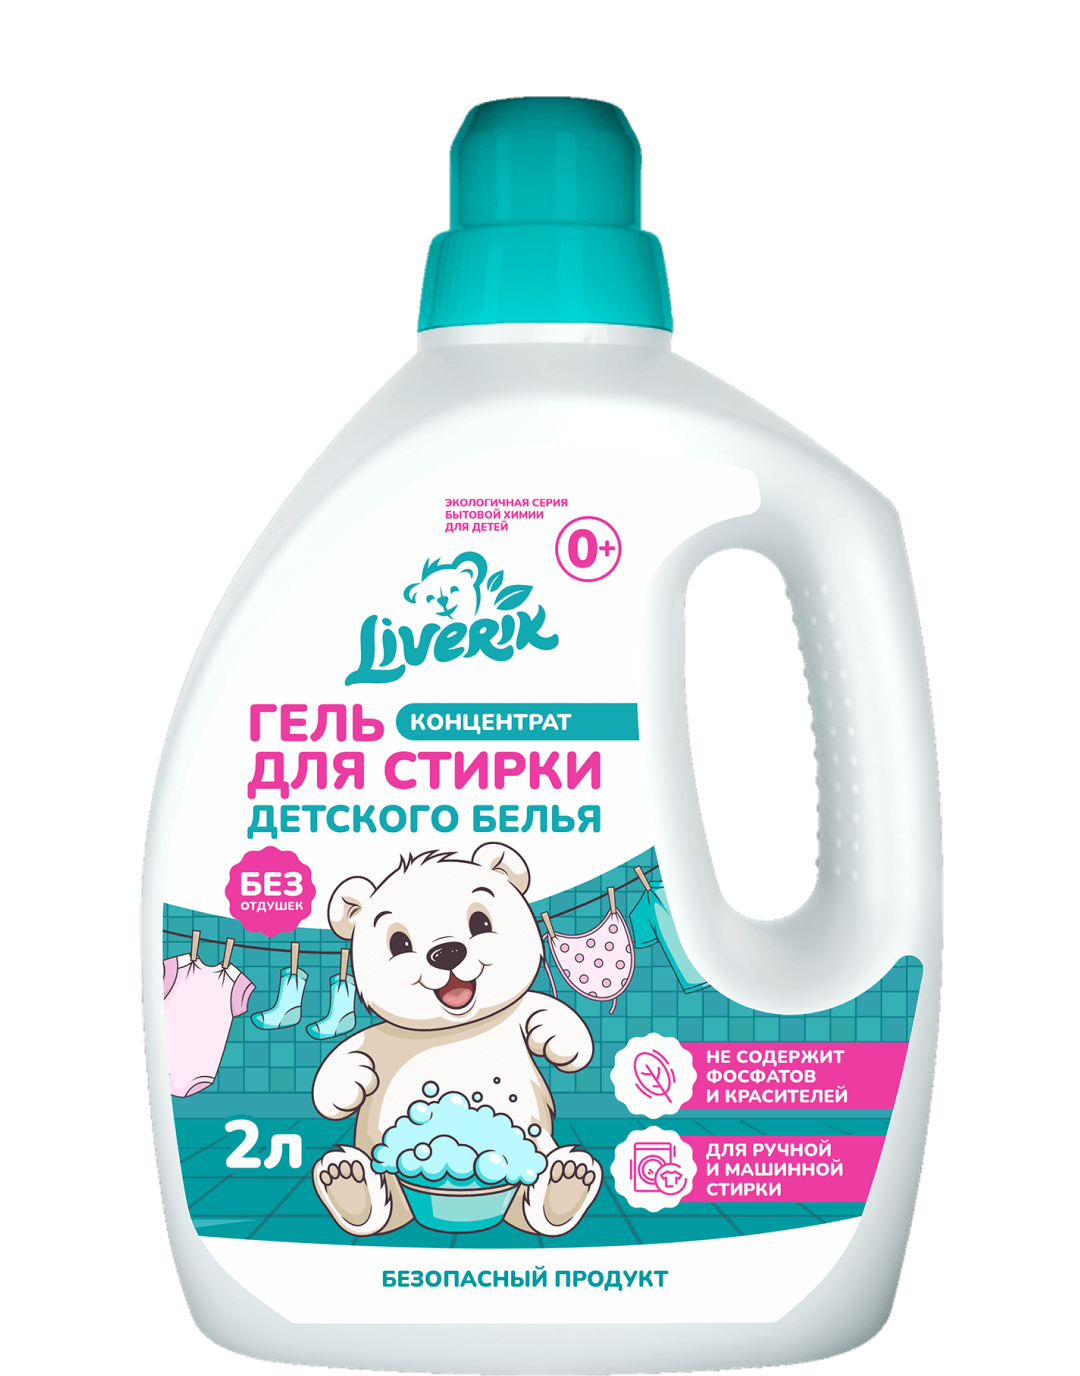 ЭКОЛОГИЧНАЯ СЕРИЯ
БЫТОВОЙ ХИМИИ
ДЛЯ ДЕТЕЙ
0+
Liverik
ГЕЛЬ КОНЦЕНТРАТ
ДЛЯ СТИРКИ
ДЕТСКОГО БЕЛЬЯ
БЕЗ
ОТДУШЕК
НЕ СОДЕРЖИТ
ФОСФАТОВ
И КРАСИТЕЛЕЙ
2л
ДЛЯ РУЧНОЙ
И МАШИННОЙ
СТИРКИ
БЕЗОПАСНЫЙ ПРОДУКТ